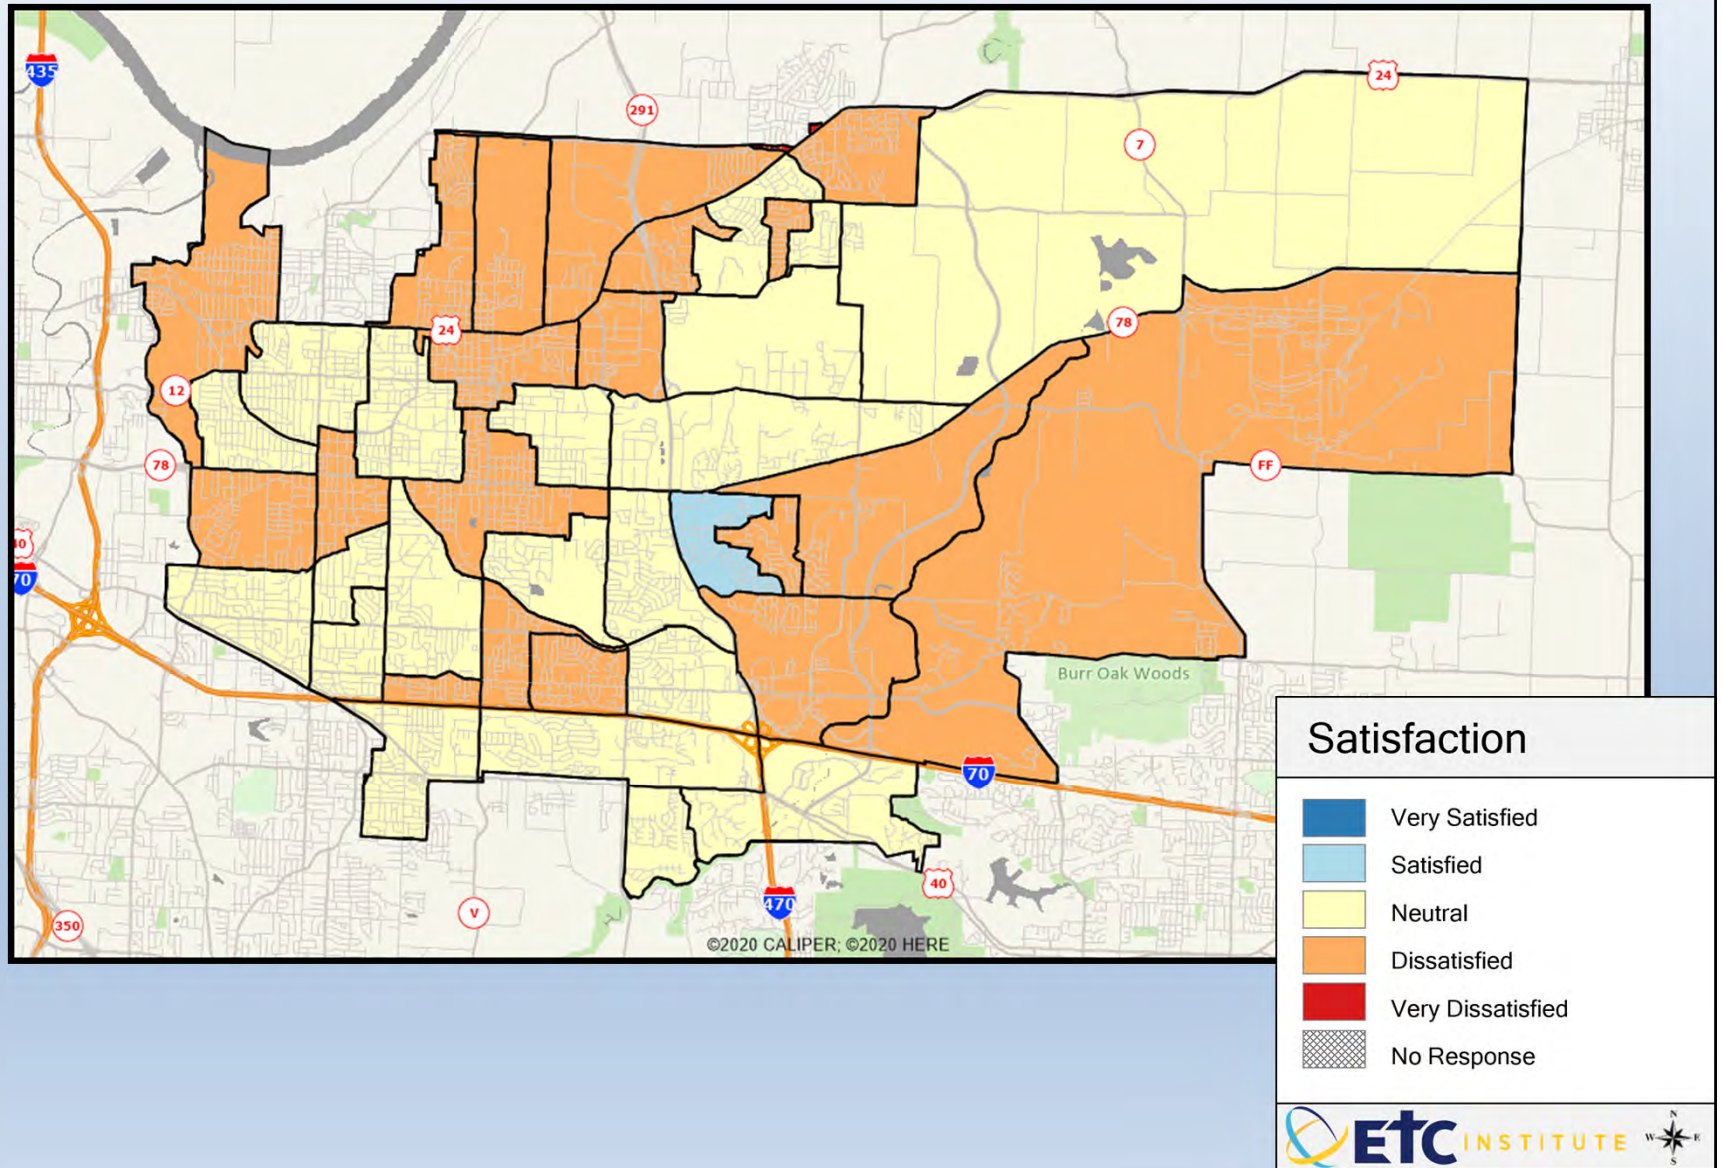 435
24
291
7
24
78
12
78
FF
40
70
Burr Oak Woods
70
40
470
V
350
©2020 CALIPER; ©2020 HERE
Satisfaction
Very Satisfied
Satisfied
Neutral
Dissatisfied
Very Dissatisfied
No Response
ETC INSTITUTE
N
W E
S